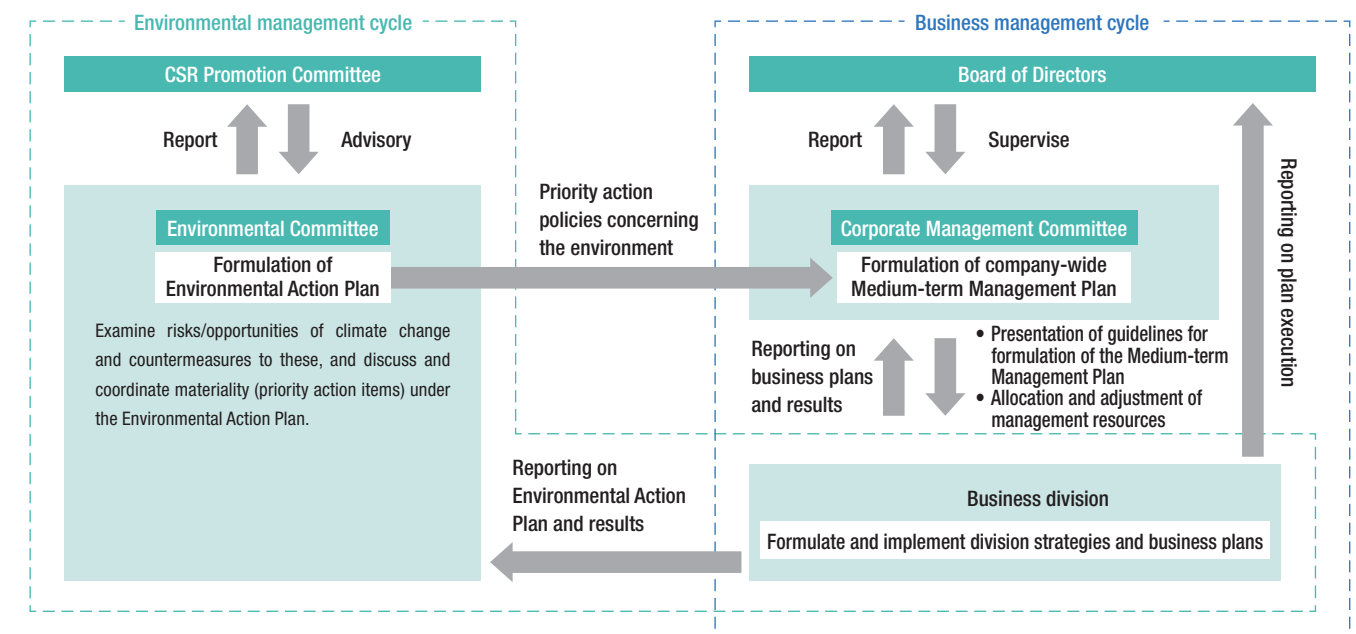 Environmental management cycle
Business management cycle
CSR Promotion Committee
Board of Directors
Report
Advisory
Report
Supervise
Reporting on plan execution
Priority action
policies concerning
the environment
Environmental Committee
Formulation of
Environmental Action Plan
Corporate Management Committee
Formulation of company-wide
Medium-term Management Plan
Examine risks/opportunities of climate change
and countermeasures to these, and discuss and
coordinate materiality (priority action items) under
the Environmental Action Plan.
Reporting on
business plans
and results
• Presentation of guidelines for
formulation of the Medium-term
Management Plan
• Allocation and adjustment of
management resources
Reporting on
Environmental Action
Plan and results
Business division
Formulate and implement division strategies and business plans